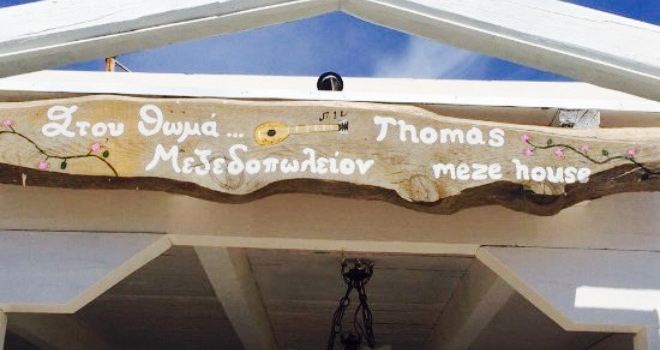 Στου Θωμά...
Μεζεδοπωλείον
Thomas
meze house